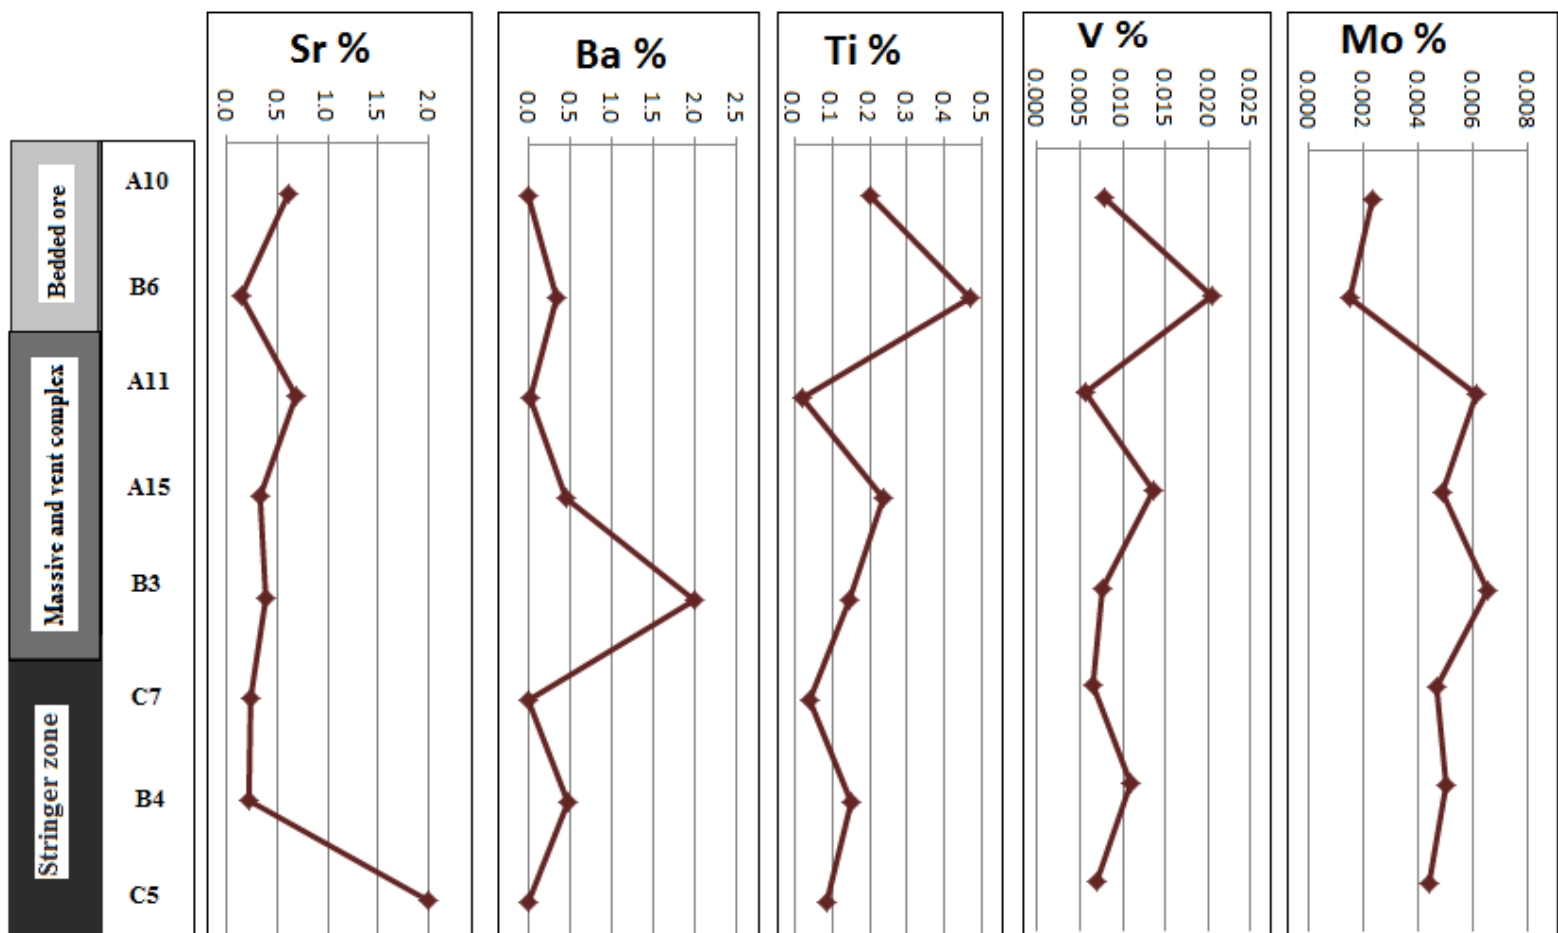 Sr %
0.0
0.5
1.0
1.5
2.0
Ba %
0.0
0.5
1.0
1.5
2.0
2.5
Ti %
0.0
0.1
0.2
0.3
0.4
0.5
V %
0.000
0.005
0.010
0.015
0.020
0.025
Mo %
0.000
0.002
0.004
0.006
0.008
Bedded ore
Massive and vent complex
Stringer zone
A10
B6
A11
A15
B3
C7
B4
C5